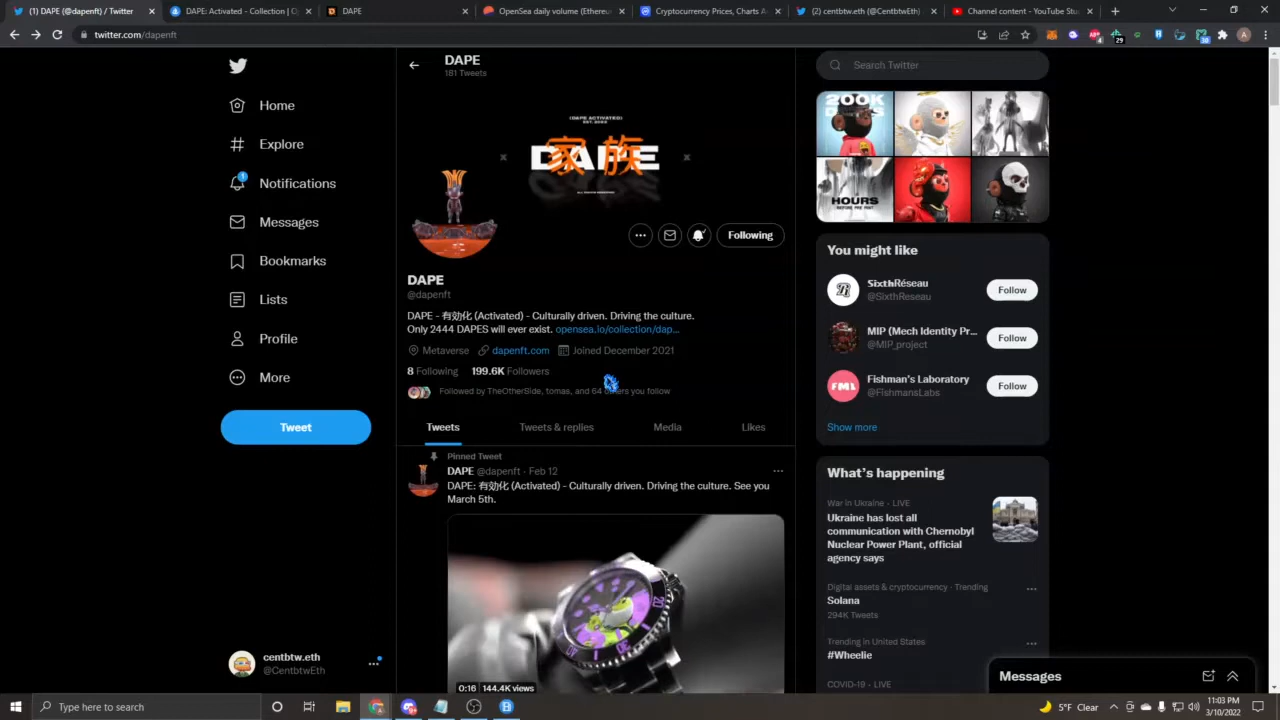 (1) DAPE (@dapenft) / Twitter
DAPE: Activated - Collection | O
DAPE
OpenSea daily volume (Ethereu
Cryptocurrency Prices, Charts A
(2) centbtw.eth (@CentbtwEth)
Channel content - YouTube Stu
twitter.com/dapenft
DAPE
181 Tweets
Search Twitter
Home
Explore
Notifications
Messages
Bookmarks
Lists
Profile
More
Tweet
centbtw.eth
@CentbtwEth
(DAPE ACTIVATED)
DAPE
家族
Following
DAPE
@dapenft
DAPE - 有効化 (Activated) - Culturally driven. Driving the culture.
Only 2444 DAPES will ever exist. opensea.io/collection/dap...
Metaverse dapenft.com Joined December 2021
8 Following 199.6K Followers
Followed by TheOtherSide, tomas, and 64 others you follow
Tweets Tweets & replies Media Likes
Pinned Tweet
DAPE @dapenft · Feb 12
DAPE: 有効化 (Activated) - Culturally driven. Driving the culture. See you
March 5th.
0:16 144.4K views
200K
HOURS
You might like
SixthRéseau
@SixthReseau
Follow
MIP (Mech Identity Pr...
@MIP_project
Follow
FML
Fishman's Laboratory
@FishmansLabs
Follow
Show more
What's happening
War in Ukraine · LIVE
Ukraine has lost all
communication with Chernobyl
Nuclear Power Plant, official
agency says
Digital assets & cryptocurrency · Trending
Solana
294K Tweets
Trending in United States
#Wheelie
COVID-19 · LIVE
Messages
Type here to search
5°F Clear
11:03 PM
3/10/2022